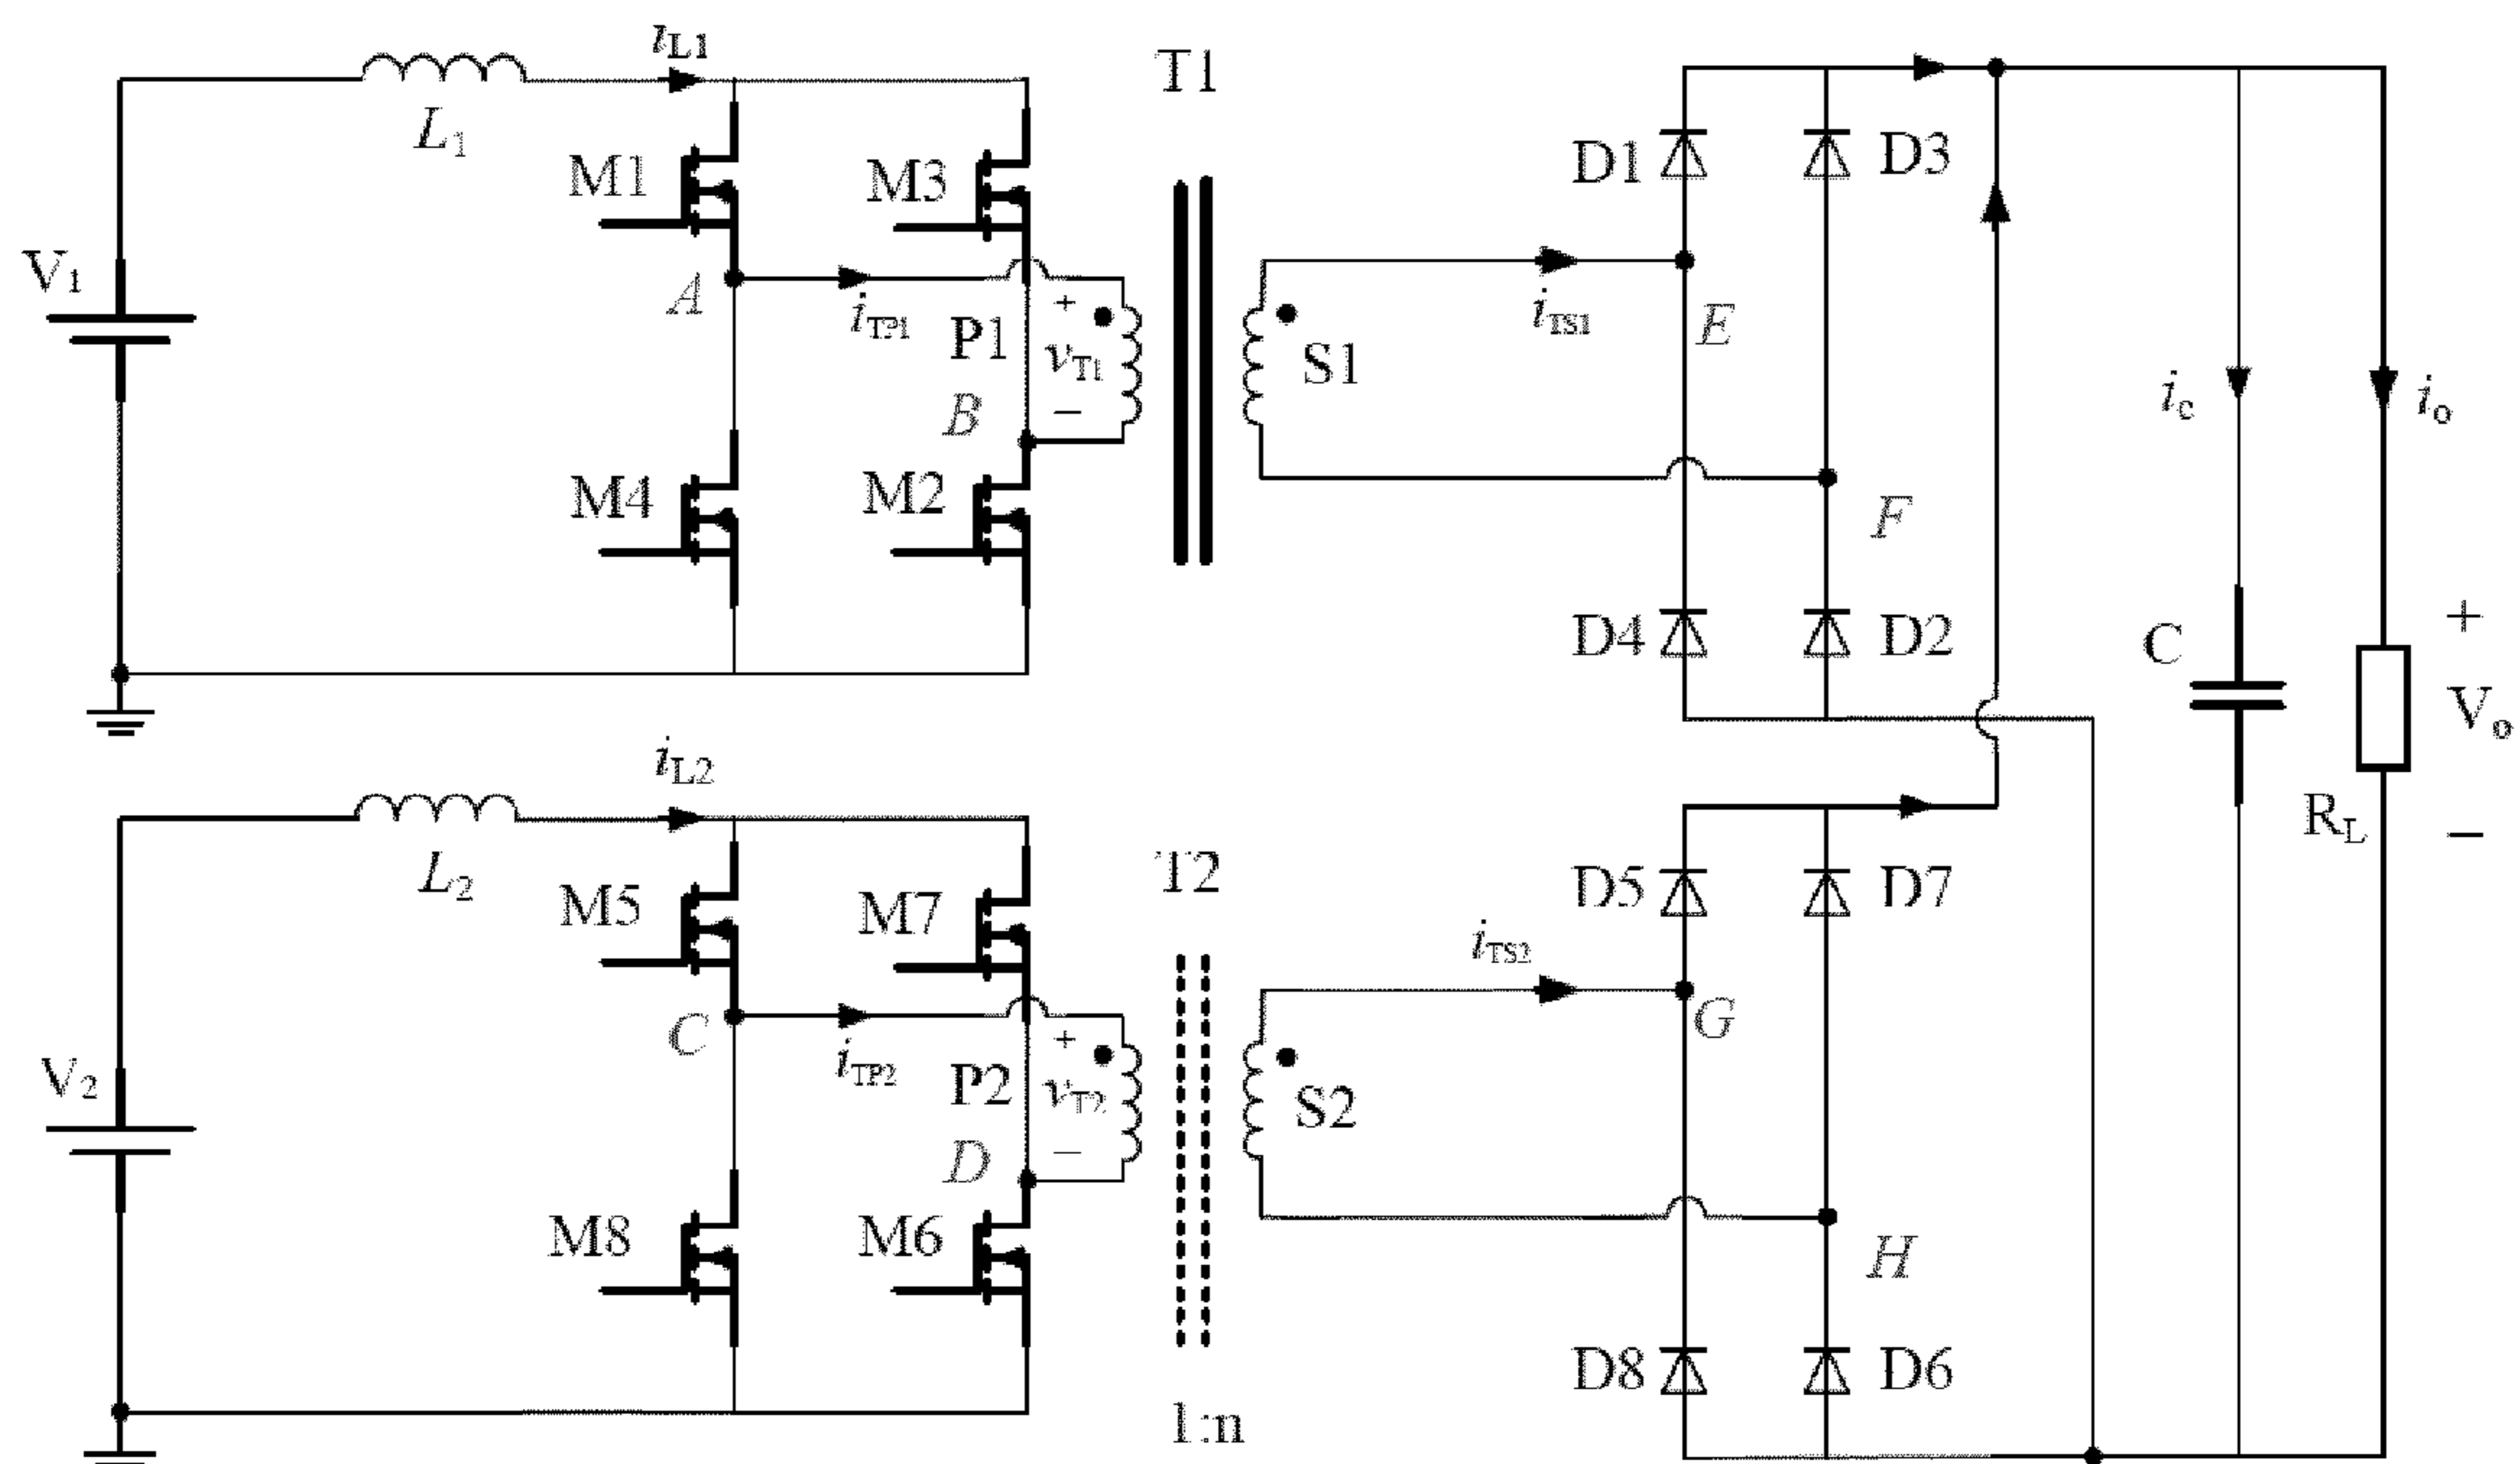 iL1
T1
L1
M1
M3
D1
D3
V1
A
iTP1
P1
+
vT1
−
B
S1
iTS1
E
F
ic
io
M4
M2
D4
D2
C
+
Vo
−
RL
iL2
L2
M5
M7
T2
D5
D7
iTS2
V2
C
iTP2
P2
+
vT2
−
D
S2
G
H
M8
M6
D8
D6
1:n